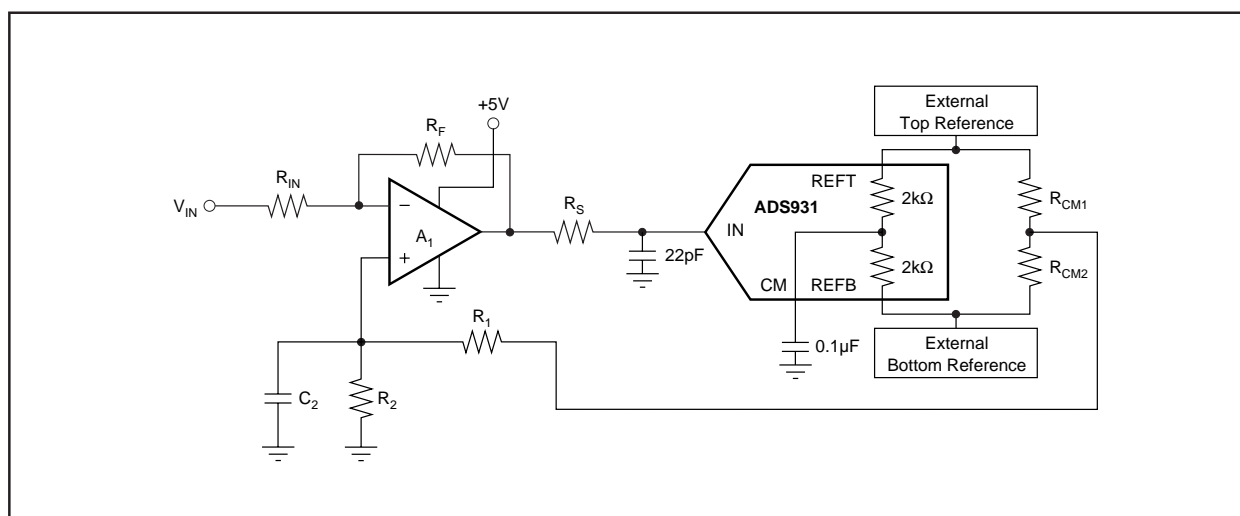 External
Top Reference
+5V
R_F
R_IN
REFT
V_IN
–
R_S
ADS931
2kΩ
R_CM1
A_1
IN
+
22pF
2kΩ
R_CM2
CM
REFB
R_1
0.1µF
External
Bottom Reference
C_2
R_2